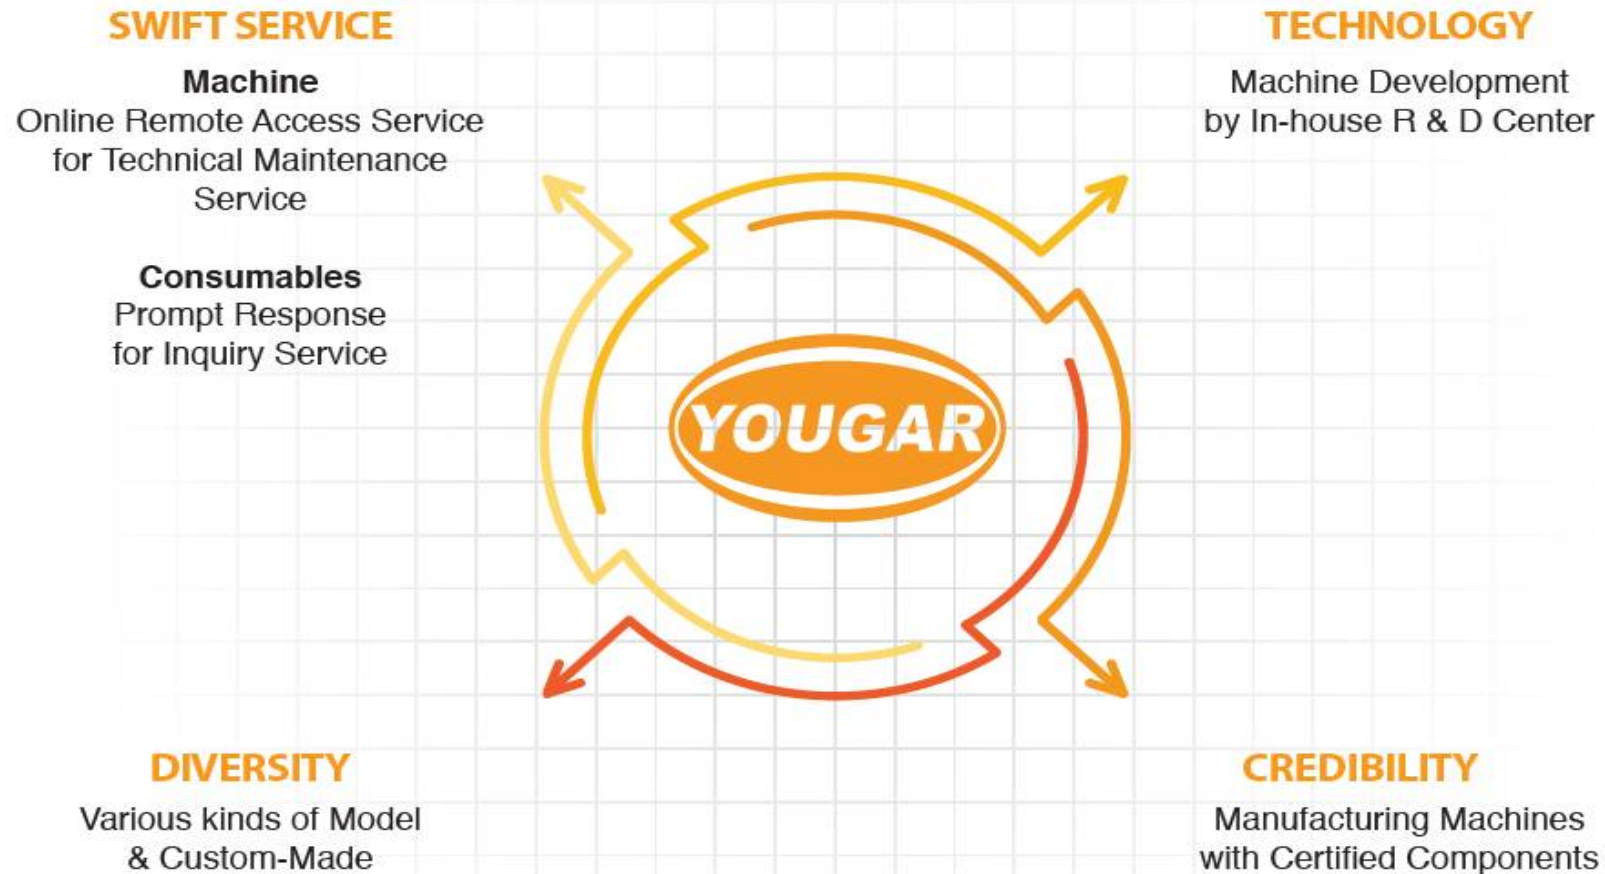 SWIFT SERVICE
Machine
Online Remote Access Service
for Technical Maintenance
Service
Consumables
Prompt Response
for Inquiry Service
TECHNOLOGY
Machine Development
by In-house R & D Center
YOUGAR
DIVERSITY
Various kinds of Model
& Custom-Made
CREDIBILITY
Manufacturing Machines
with Certified Components